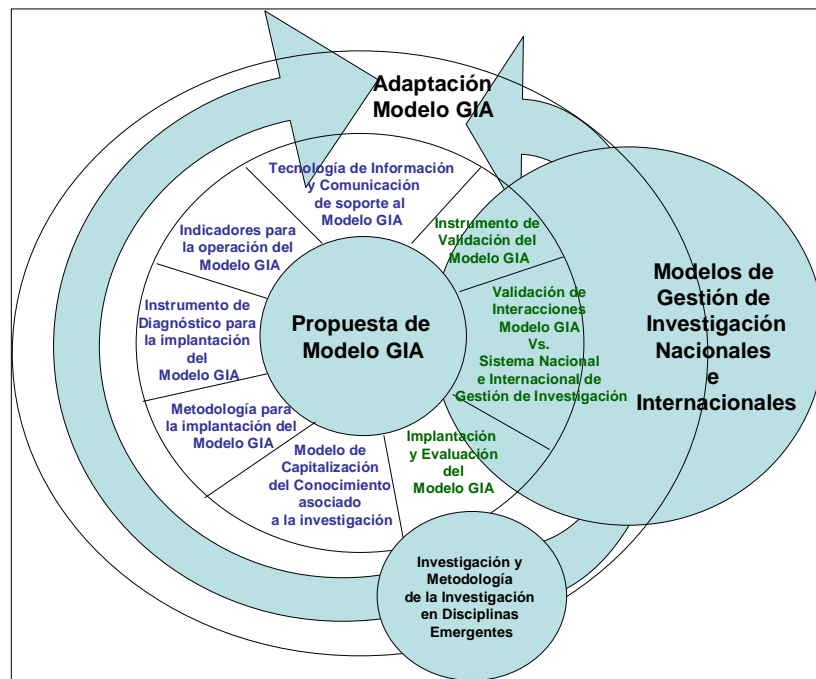 Adaptación
Modelo GIA
Tecnología de Información
y Comunicación
de soporte al
Modelo GIA
Instrumento de
Validación del
Modelo GIA
Indicadores para
la operación del
Modelo GIA
Validación de
Interacciones
Modelo GIA
Vs.
Sistema Nacional
e Internacional de
Gestión de Investigación
Modelos de
Gestión de
Investigación
Nacionales
e
Internacionales
Propuesta de
Modelo GIA
Instrumento de
Diagnóstico para
la implantación
del
Modelo GIA
Metodología para
la implantación del
Modelo GIA
Modelo de
Capitalización
del Conocimiento
asociado
a la investigación
Implantación
y Evaluación
del
Modelo GIA
Investigación y
Metodología
de la Investigación
en Disciplinas
Emergentes